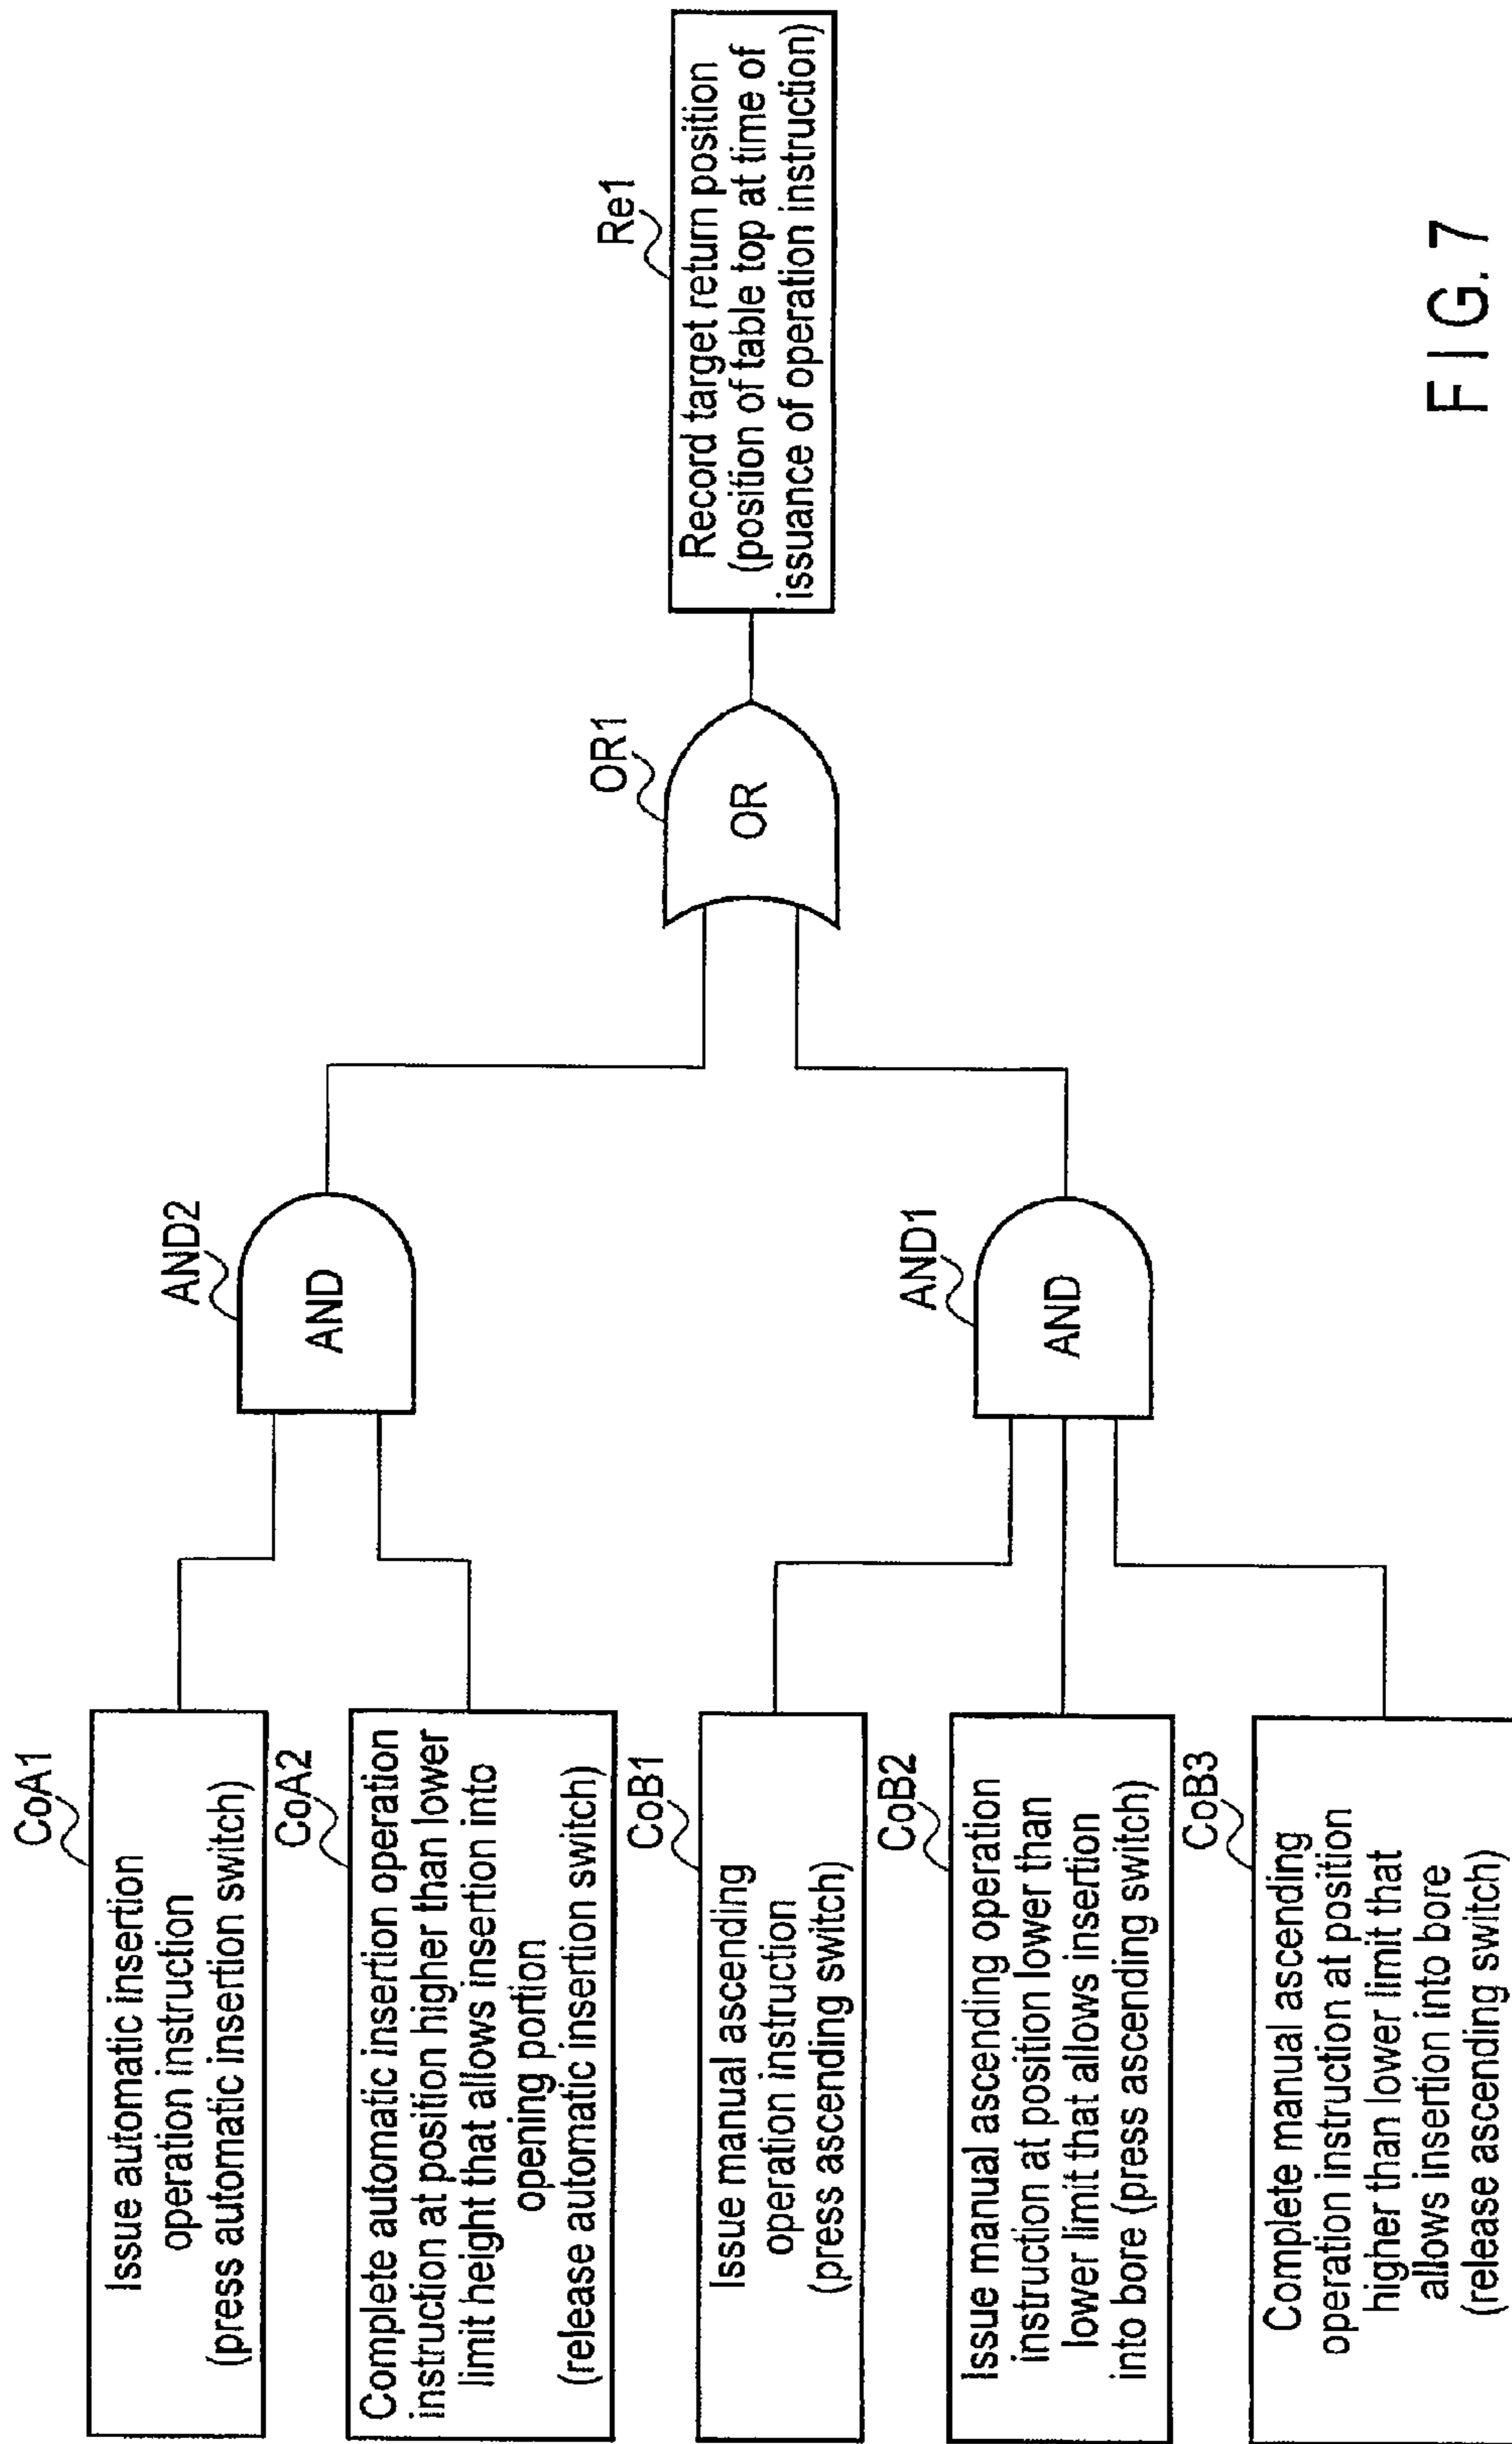 CoA1
Issue automatic insertion
operation instruction
(press automatic insertion switch)
CoA2
Complete automatic insertion operation
instruction at position higher than lower
limit height that allows insertion into
opening portion
(release automatic insertion switch)
CoB1
Issue manual ascending
operation instruction
(press ascending switch)
CoB2
Issue manual ascending operation
instruction at position lower than
lower limit that allows insertion
into bore (press ascending switch)
CoB3
Complete manual ascending
operation instruction at position
higher than lower limit that
allows insertion into bore
(release ascending switch)
AND2
AND
AND1
AND
OR1
OR
Re1
Record target return position
(position of table top at time of
issuance of operation instruction)
FIG. 7